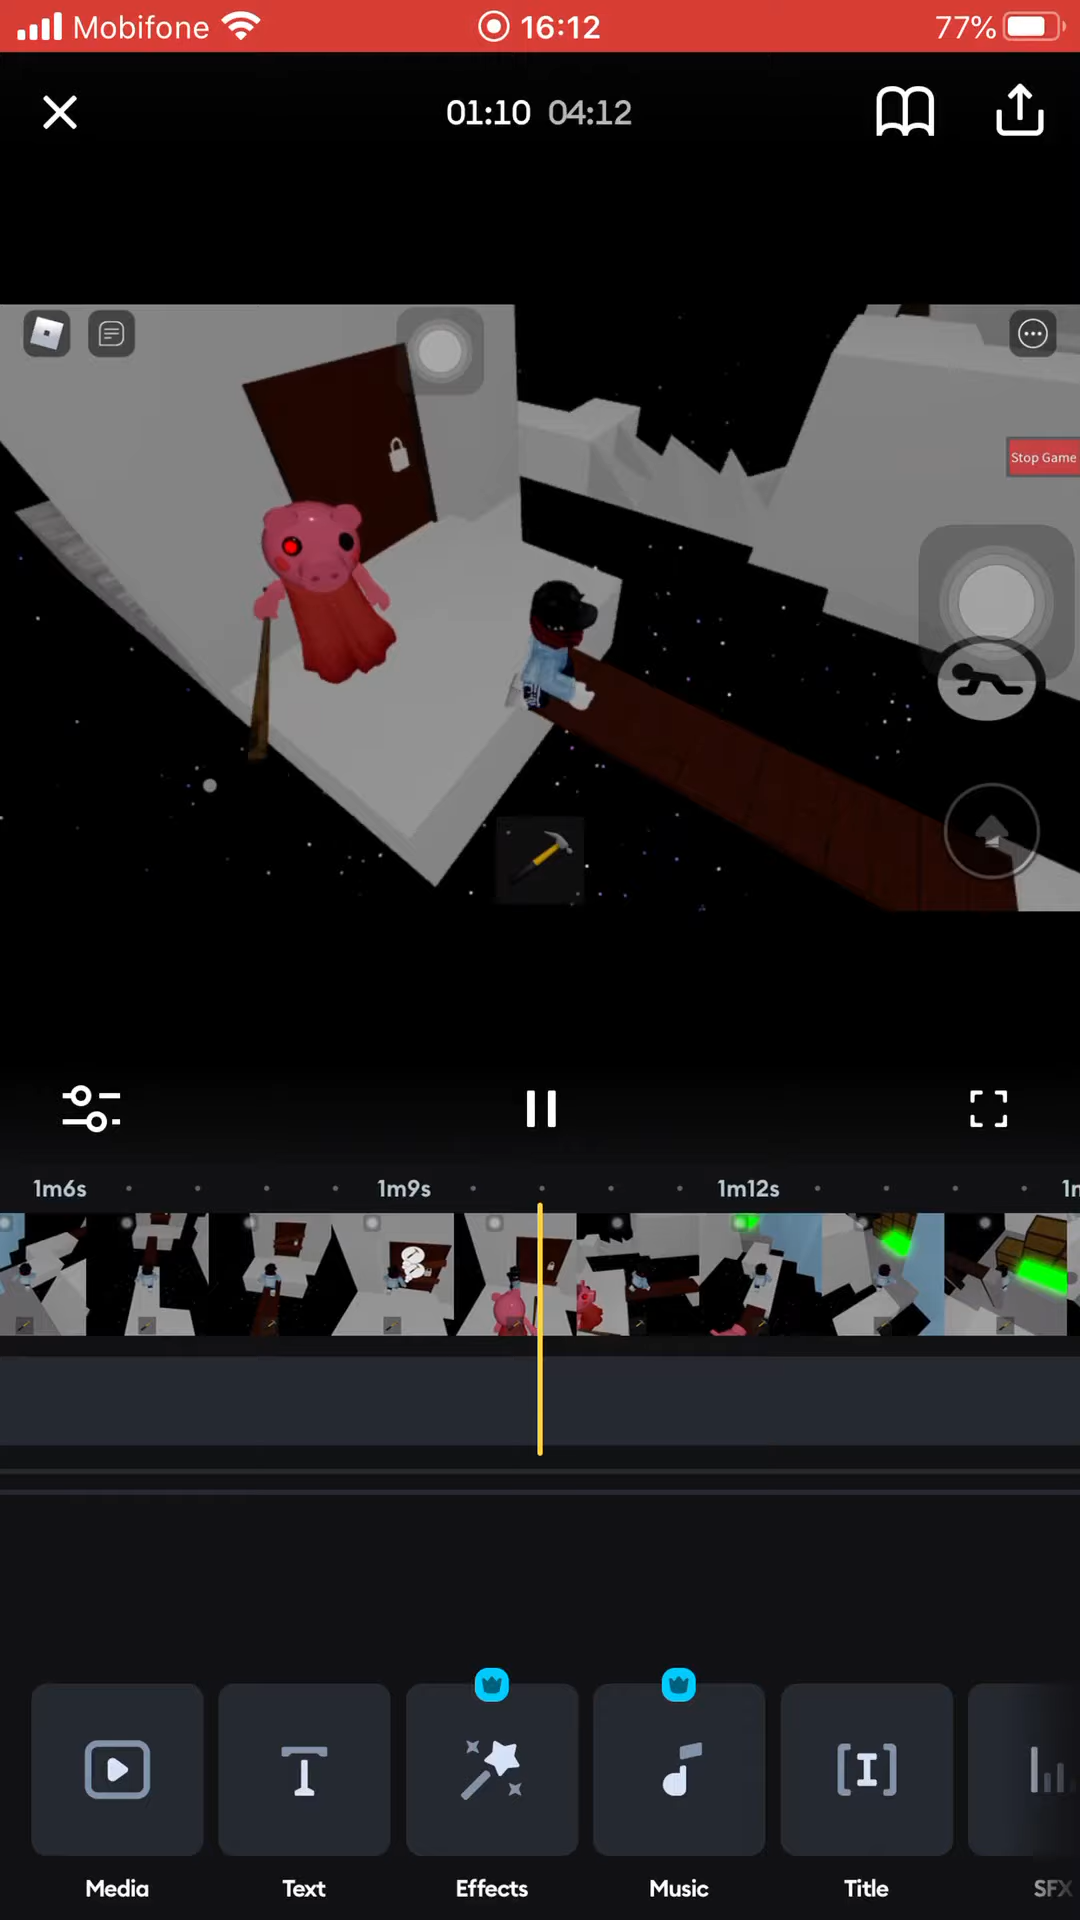 Mobifone 16:12 77%
01:10 04:12
Stop Game
1m6s 1m9s 1m12s
Media Text Effects Music Title SFX